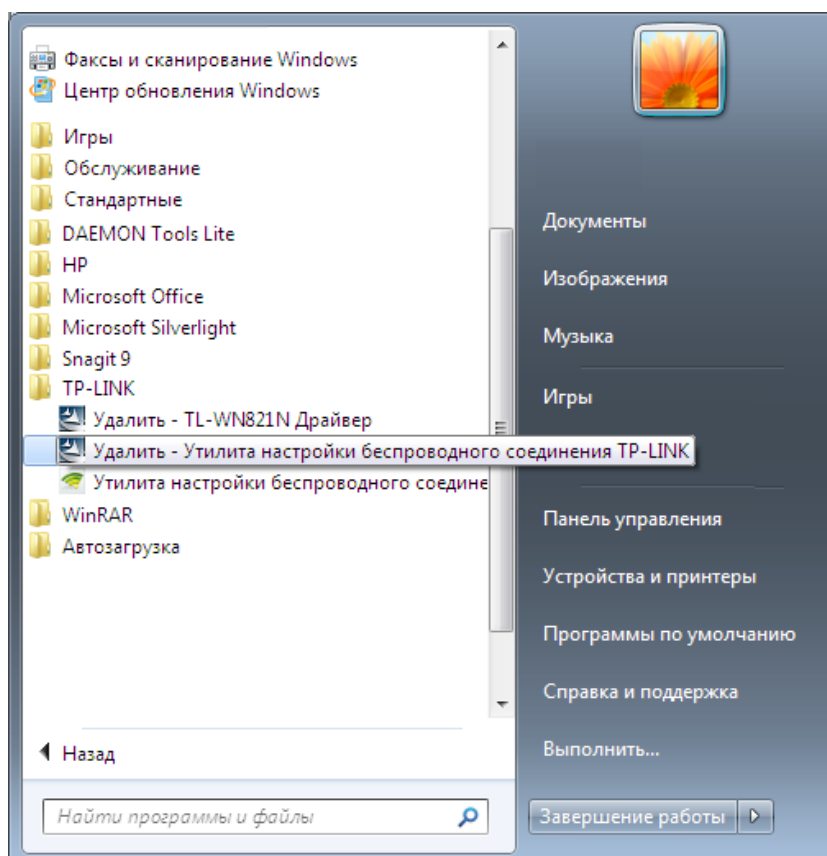 Факсы и сканирование Windows
Центр обновления Windows
Игры
Обслуживание
Стандартные
DAEMON Tools Lite
HP
Microsoft Office
Microsoft Silverlight
Snagit 9
TP-LINK
Удалить - TL-WN821N Драйвер
Удалить - Утилита настройки беспроводного соединения TP-LINK
Утилита настройки беспроводного соедине
WinRAR
Автозагрузка
Назад
Найти программы и файлы
Документы
Изображения
Музыка
Игры
Панель управления
Устройства и принтеры
Программы по умолчанию
Справка и поддержка
Выполнить...
Завершение работы